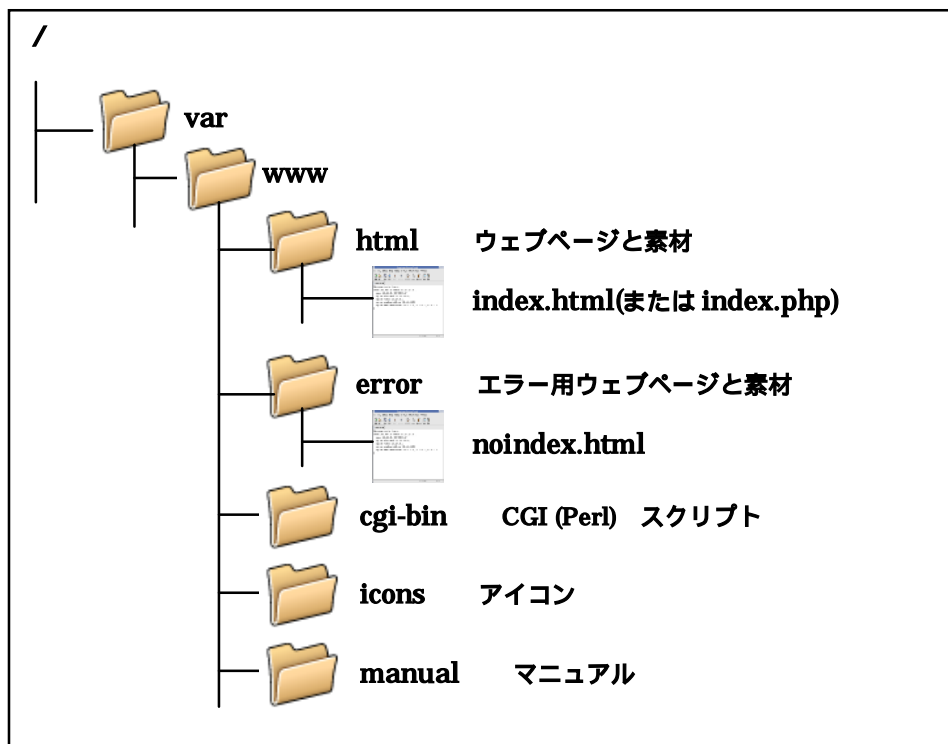 /
var
www
html ウェブページと素材
index.html(または index.php)
error エラー用ウェブページと素材
noindex.html
cgi-bin CGI (Perl) スクリプト
icons アイコン
manual マニュアル